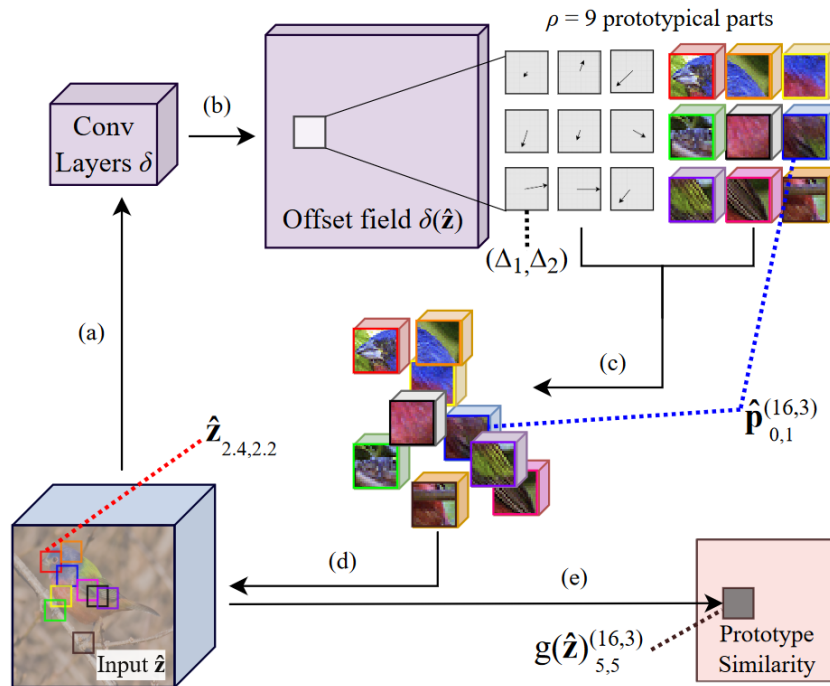 ρ = 9 prototypical parts
(b)
Conv
Layers δ
Offset field δ(ẑ)
(Δ₁,Δ₂)
(a)
(c)
p̂₀,₁⁽¹⁶,³⁾
ẑ₂.₄,₂.₂
(d)
(e)
Input ẑ
g(ẑ)₅,₅⁽¹⁶,³⁾
Prototype
Similarity